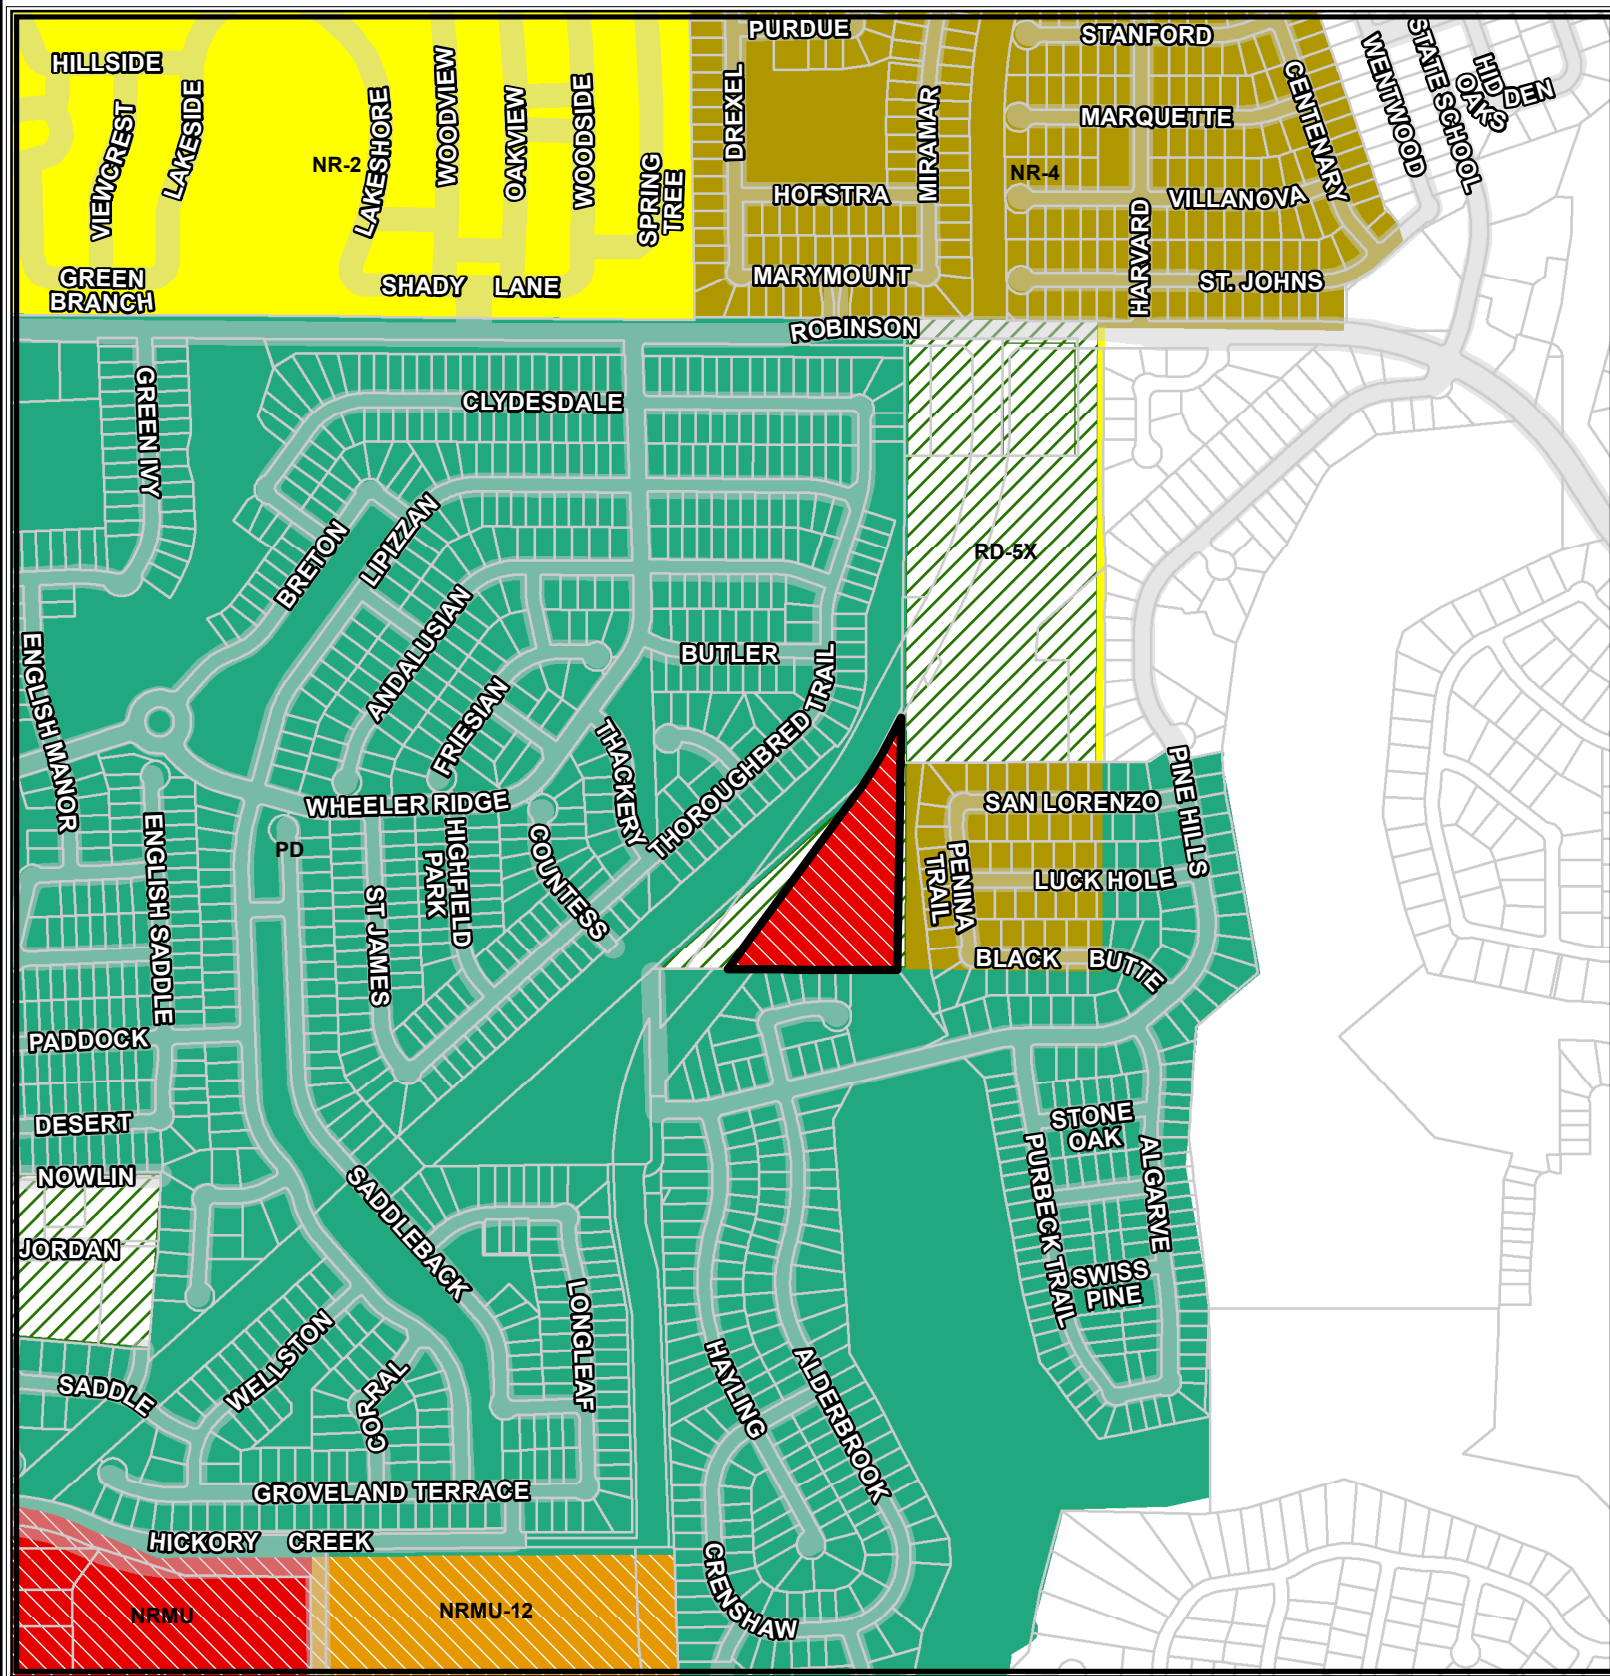 PURDUE
STANFORD
HILLSIDE
WENTWOOD
STATE SCHOOL
HIDDEN
OAKS
VIEWCREST
LAKESIDE
NR-2
LAKESHORE
WOODVIEW
OAKVIEW
WOODSIDE
SPRING
TREE
DREXEL
MIRAMAR
MARQUETTE
CENTENARY
NR-4
HOFSTRA
VILLANOVA
HARVARD
GREEN
BRANCH
SHADY LANE
MARYMOUNT
ST. JOHNS
ROBINSON
GREEN IVY
CLYDESDALE
BRETON
LIPIZZAN
RD-5X
ANDALUSIAN
ENGLISH MANOR
BUTLER
FRIESIAN
THACKERY
THOROUGHBRED TRAIL
WHEELER RIDGE
PD
ENGLISH SADDLE
HIGHFIELD
PARK
COUNTESS
ST JAMES
SAN LORENZO
PINE HILLS
PENINA
TRAIL
LUCK HOLE
BLACK BUTTE
PADDOCK
DESERT
NOWLIN
JORDAN
SADDLEBACK
STONE
OAK
ALGARVE
PURBECK TRAIL
SWISS
PINE
LONGLEAF
WELLSTON
CORRAL
SADDLE
HAYLING
ALDERBROOK
GROVELAND TERRACE
HICKORY CREEK
CRENSHAW
NRMU
NRMU-12